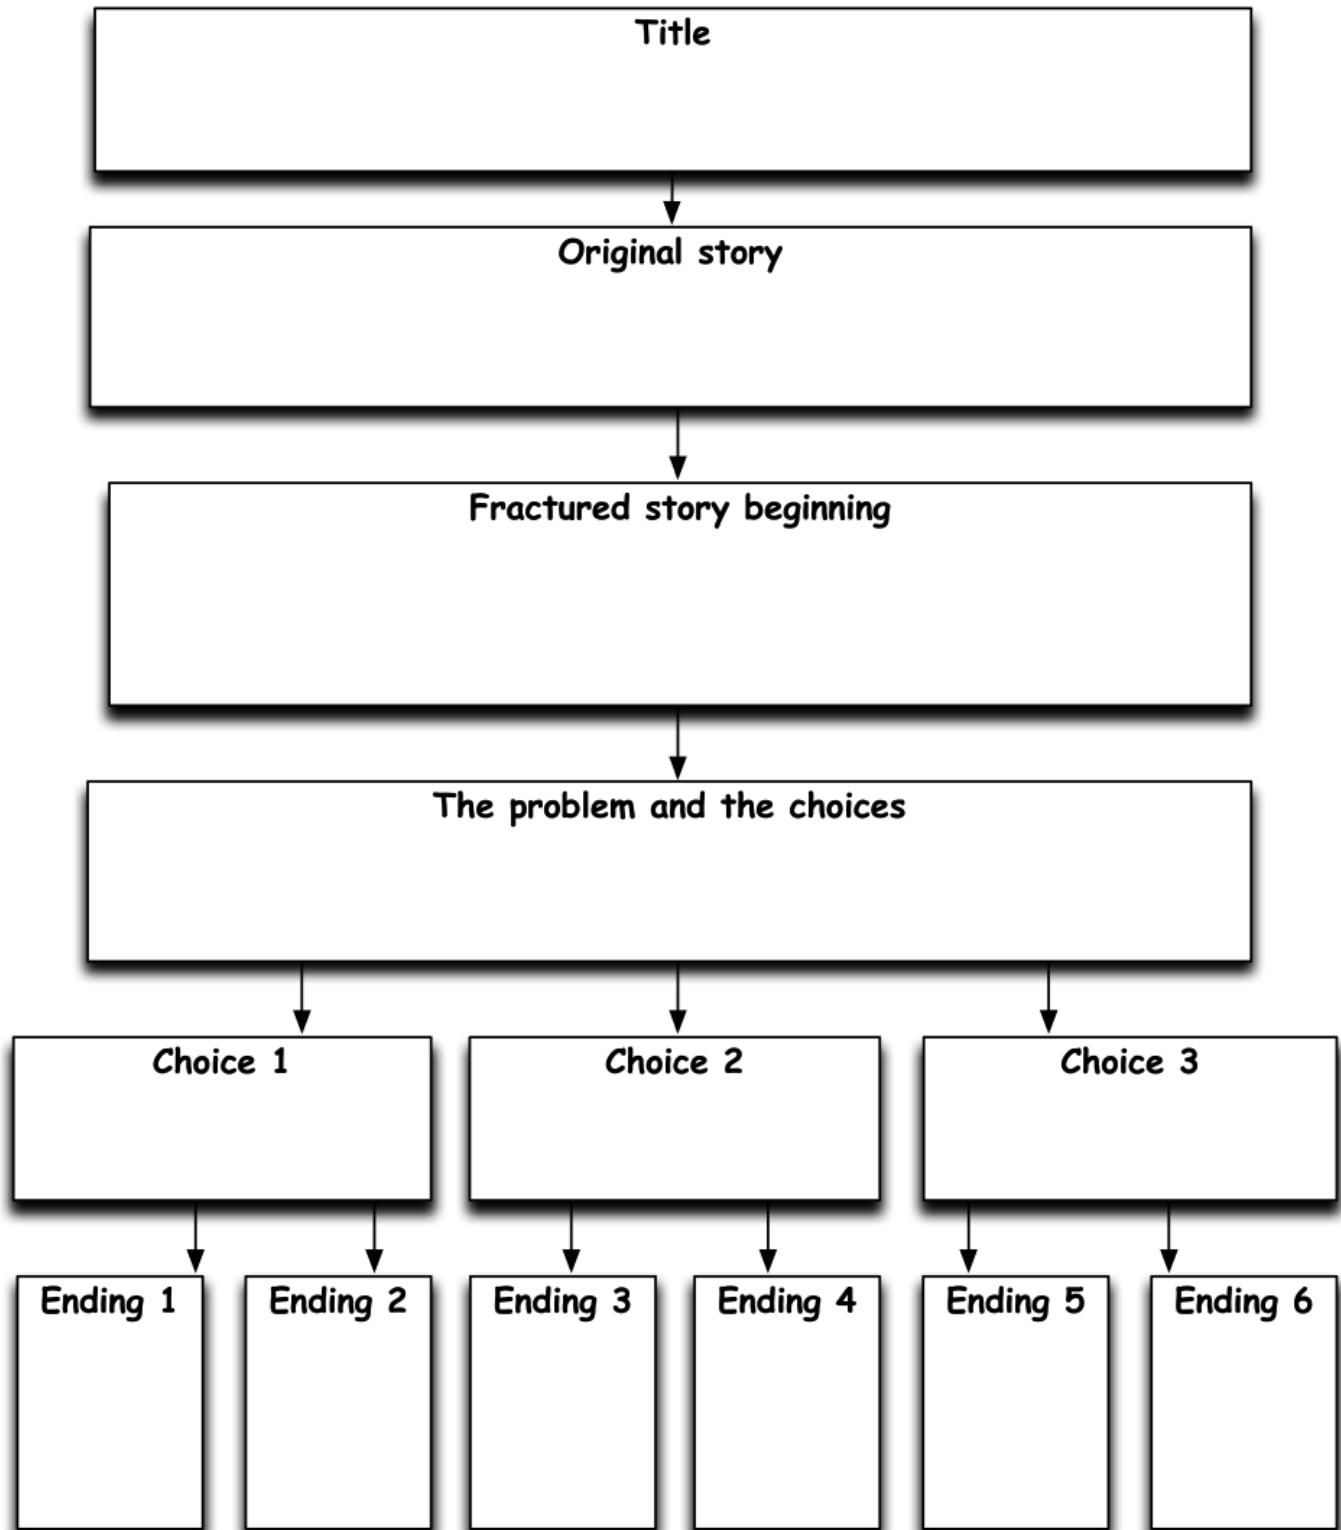 Title
Original story
Fractured story beginning
The problem and the choices
Choice 1
Choice 2
Choice 3
Ending 1
Ending 2
Ending 3
Ending 4
Ending 5
Ending 6